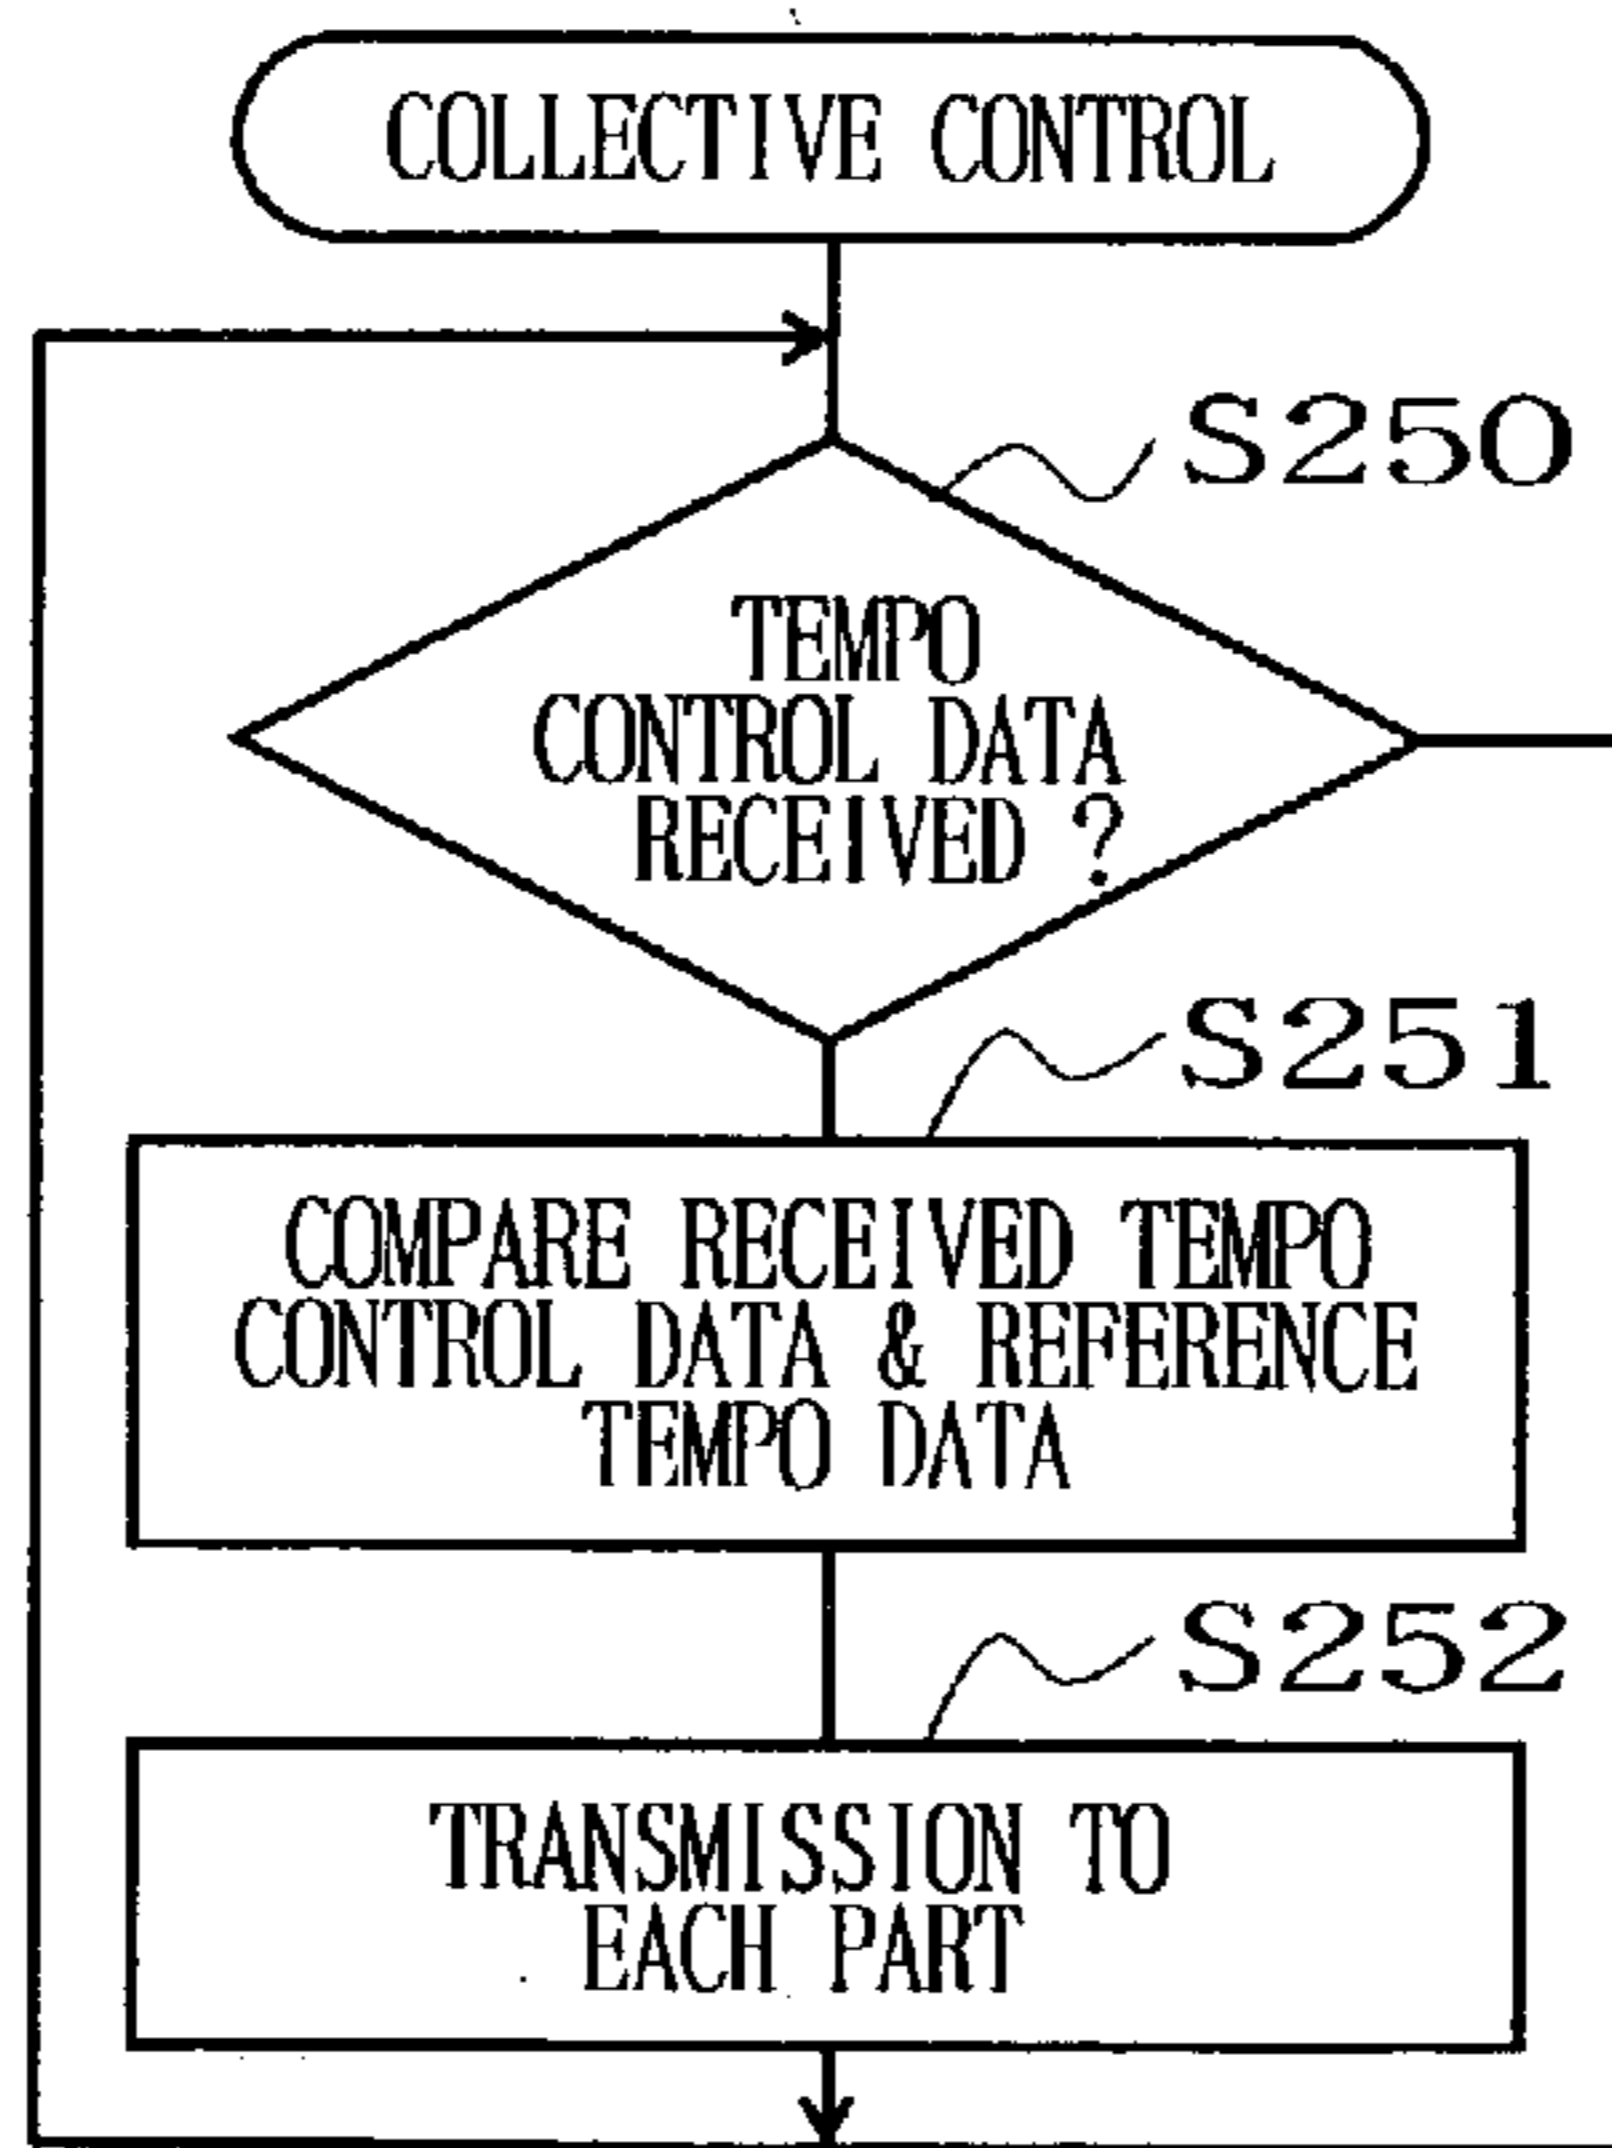 COLLECTIVE CONTROL
S250
TEMPO
CONTROL DATA
RECEIVED ?
S251
COMPARE RECEIVED TEMPO
CONTROL DATA & REFERENCE
TEMPO DATA
S252
TRANSMISSION TO
EACH PART